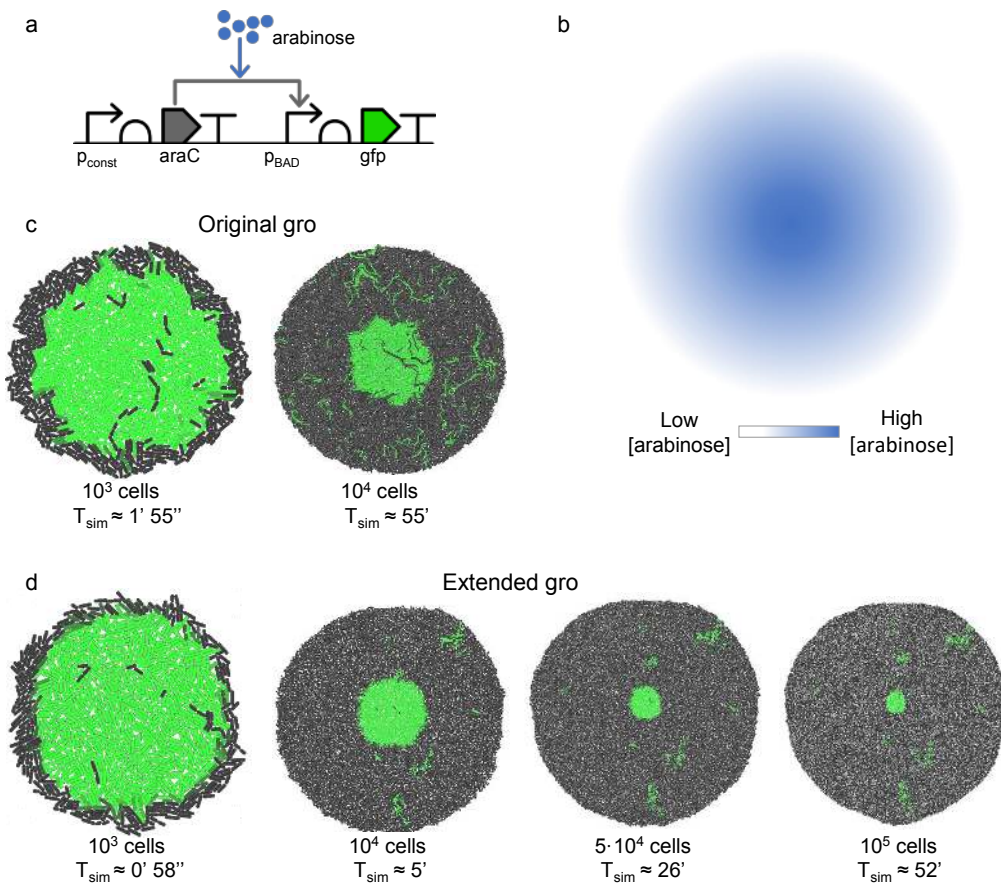 a
arabinose
p_const araC p_BAD gfp
b
Low [arabinose]
High [arabinose]
c
Original gro
10³ cells
T_sim ≈ 1' 55''
10⁴ cells
T_sim ≈ 55'
d
Extended gro
10³ cells
T_sim ≈ 0' 58''
10⁴ cells
T_sim ≈ 5'
5·10⁴ cells
T_sim ≈ 26'
10⁵ cells
T_sim ≈ 52'